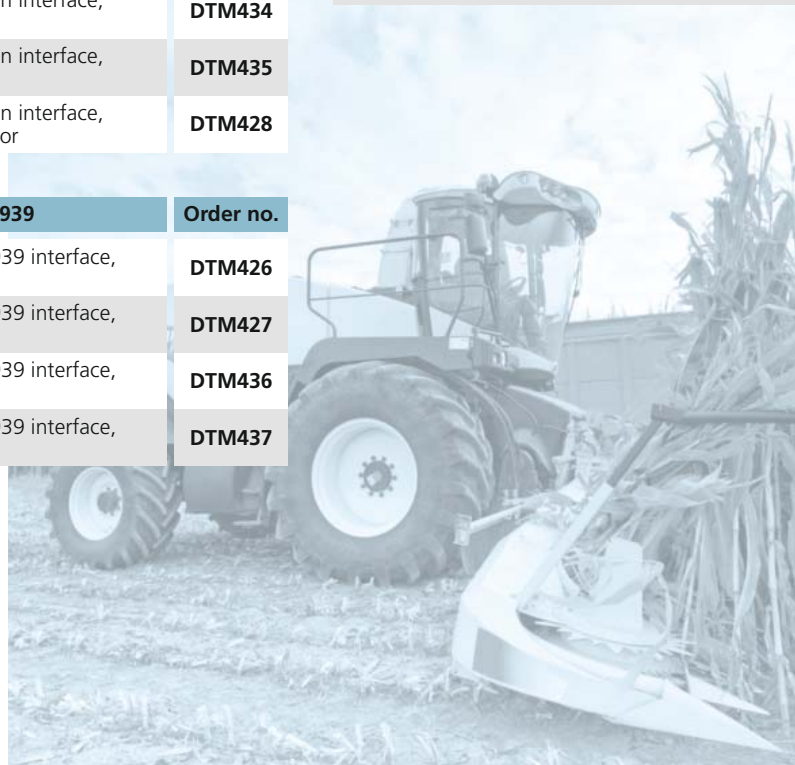 n interface,
DTM434
n interface,
DTM435
n interface,
or
DTM428
939 Order no.
39 interface,
DTM426
39 interface,
DTM427
39 interface,
DTM436
39 interface,
DTM437